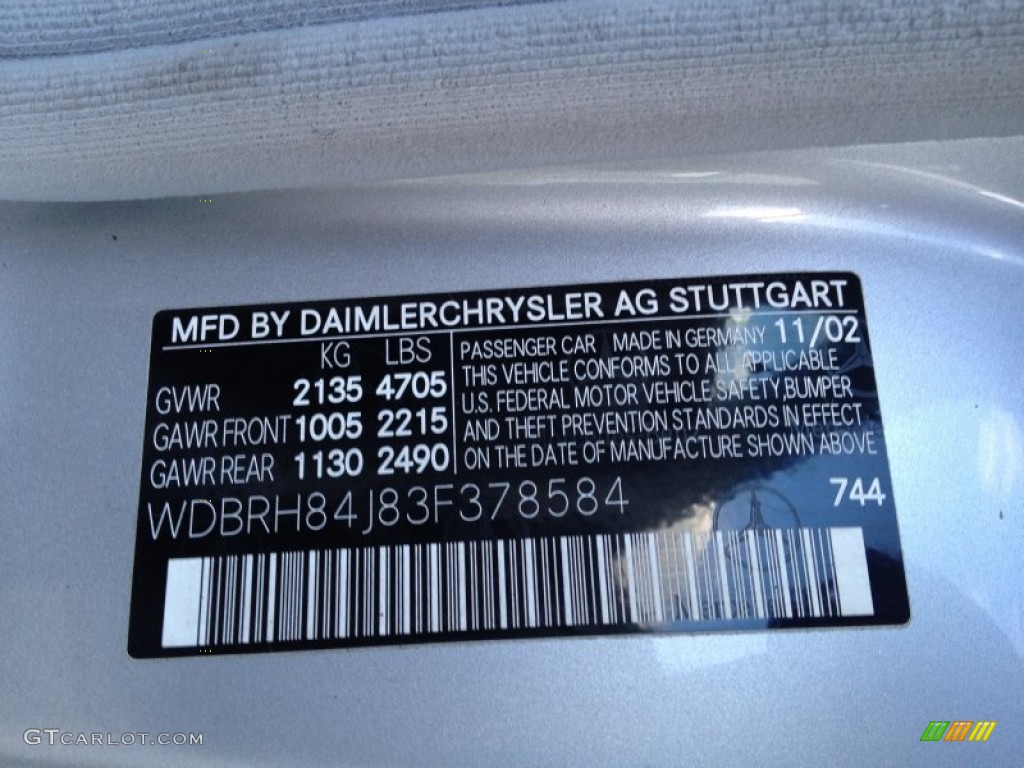 MFD BY DAIMLERCHRYSLER AG STUTTGART
KG LBS
GVWR 2135 4705
GAWR FRONT 1005 2215
GAWR REAR 1130 2490
PASSENGER CAR MADE IN GERMANY 11/02
THIS VEHICLE CONFORMS TO ALL APPLICABLE
U.S. FEDERAL MOTOR VEHICLE SAFETY, BUMPER
AND THEFT PREVENTION STANDARDS IN EFFECT
ON THE DATE OF MANUFACTURE SHOWN ABOVE
WDBRH84J83F378584 744
GTCARLOT.COM